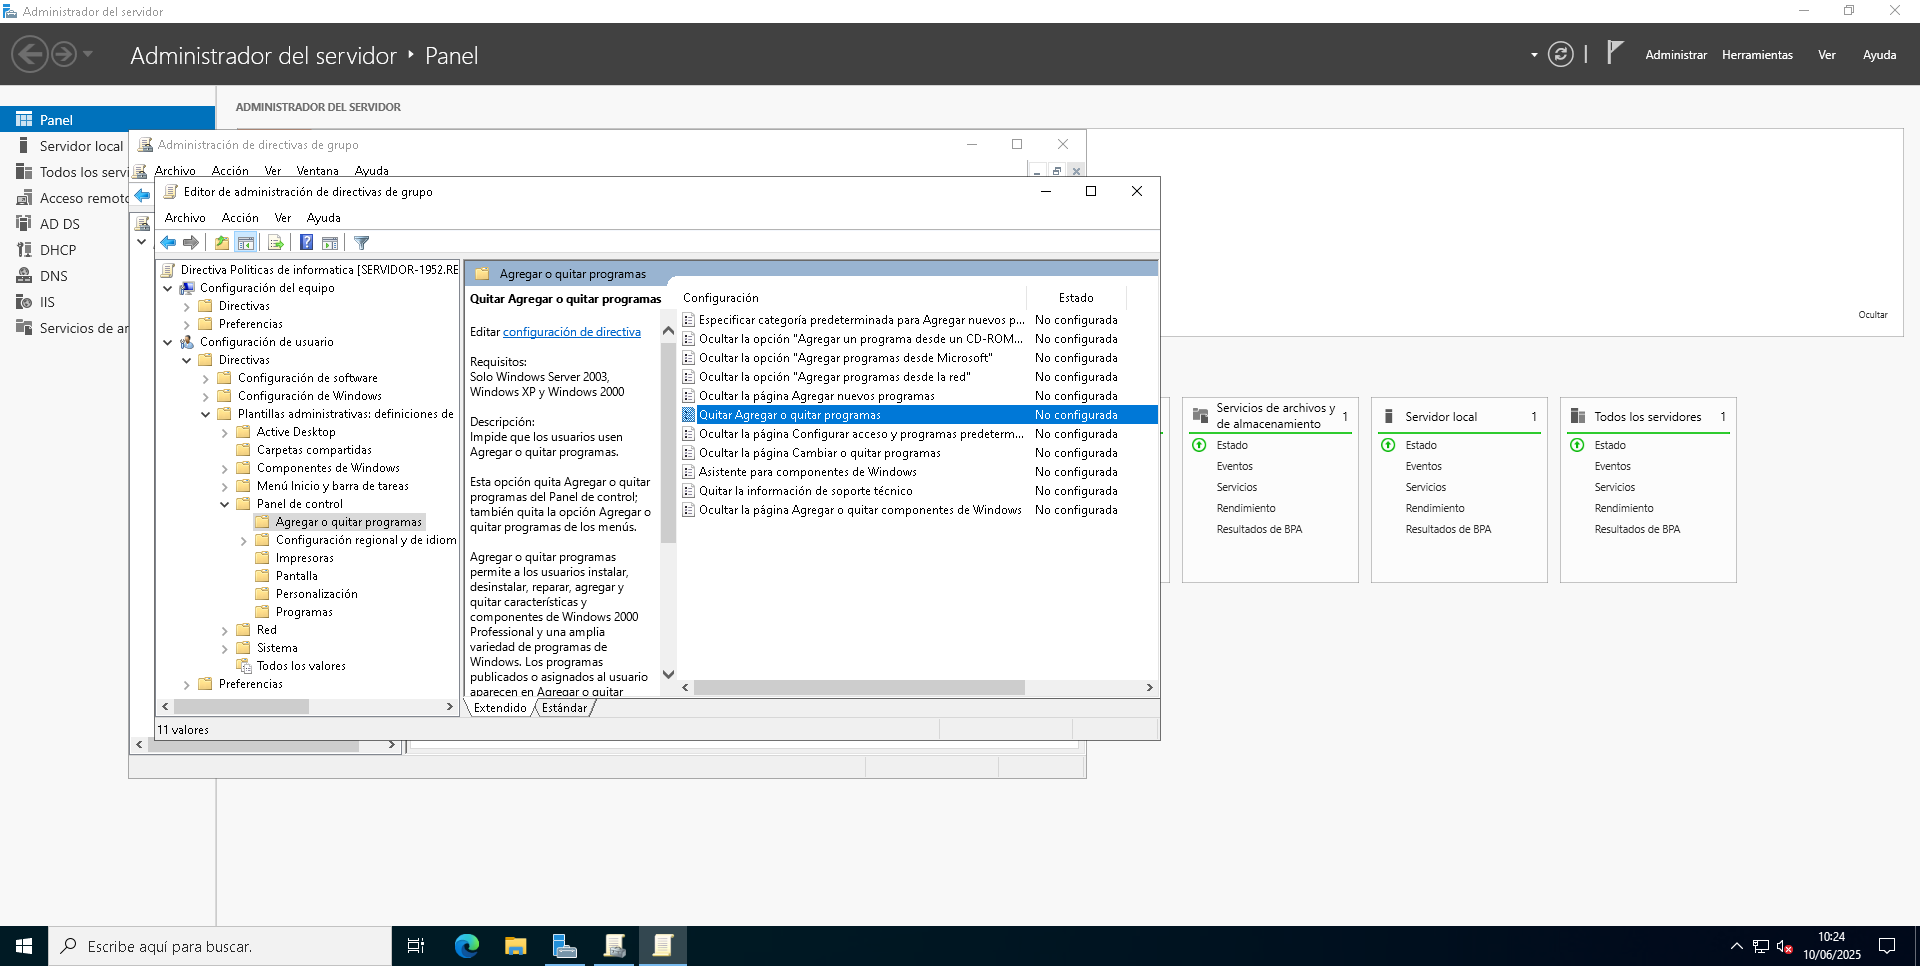 Administrador del servidor
Administrador del servidor ‣ Panel
Administrar Herramientas Ver Ayuda
Panel
Servidor local
Todos los servi
Acceso remoto
AD DS
DHCP
DNS
IIS
Servicios de ar
ADMINISTRADOR DEL SERVIDOR
Administración de directivas de grupo
Archivo Acción Ver Ventana Ayuda
Editor de administración de directivas de grupo
Archivo Acción Ver Ayuda
Directiva Politicas de informatica [SERVIDOR-1952.RE
Configuración del equipo
Directivas
Preferencias
Configuración de usuario
Directivas
Configuración de software
Configuración de Windows
Plantillas administrativas: definiciones de
Active Desktop
Carpetas compartidas
Componentes de Windows
Menú Inicio y barra de tareas
Panel de control
Agregar o quitar programas
Configuración regional y de idiom
Impresoras
Pantalla
Personalización
Programas
Red
Sistema
Todos los valores
Preferencias
Agregar o quitar programas
Quitar Agregar o quitar programas
Editar configuración de directiva
Requisitos:
Solo Windows Server 2003,
Windows XP y Windows 2000
Descripción:
Impide que los usuarios usen
Agregar o quitar programas.
Esta opción quita Agregar o quitar
programas del Panel de control;
también quita la opción Agregar o
quitar programas de los menús.
Agregar o quitar programas
permite a los usuarios instalar,
desinstalar, reparar, agregar y
quitar características y
componentes de Windows 2000
Professional y una amplia
variedad de programas de
Windows. Los programas
publicados o asignados al usuario
aparecen en Agregar o quitar
Configuración Estado
Especificar categoría predeterminada para Agregar nuevos p... No configurada
Ocultar la opción "Agregar un programa desde un CD-ROM... No configurada
Ocultar la opción "Agregar programas desde Microsoft" No configurada
Ocultar la opción "Agregar programas desde la red" No configurada
Ocultar la página Agregar nuevos programas No configurada
Quitar Agregar o quitar programas No configurada
Ocultar la página Configurar acceso y programas predeterm... No configurada
Ocultar la página Cambiar o quitar programas No configurada
Asistente para componentes de Windows No configurada
Quitar la información de soporte técnico No configurada
Ocultar la página Agregar o quitar componentes de Windows No configurada
Extendido Estándar
11 valores
Ocultar
Servicios de archivos y
de almacenamiento 1
Estado
Eventos
Servicios
Rendimiento
Resultados de BPA
Servidor local 1
Estado
Eventos
Servicios
Rendimiento
Resultados de BPA
Todos los servidores 1
Estado
Eventos
Servicios
Rendimiento
Resultados de BPA
Escribe aquí para buscar.
10:24
10/06/2025